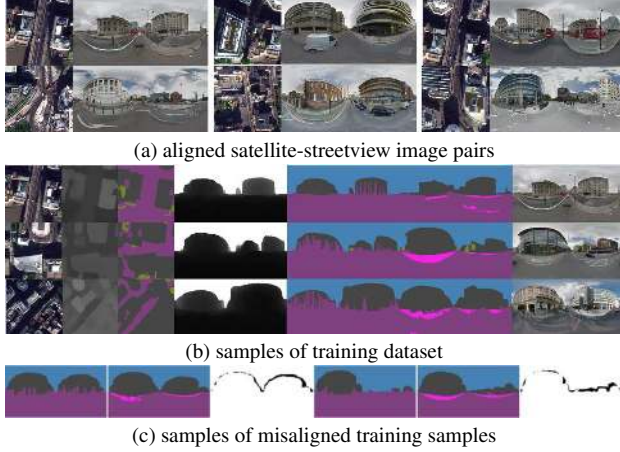 (a) aligned satellite-streetview image pairs
(b) samples of training dataset
(c) samples of misaligned training samples